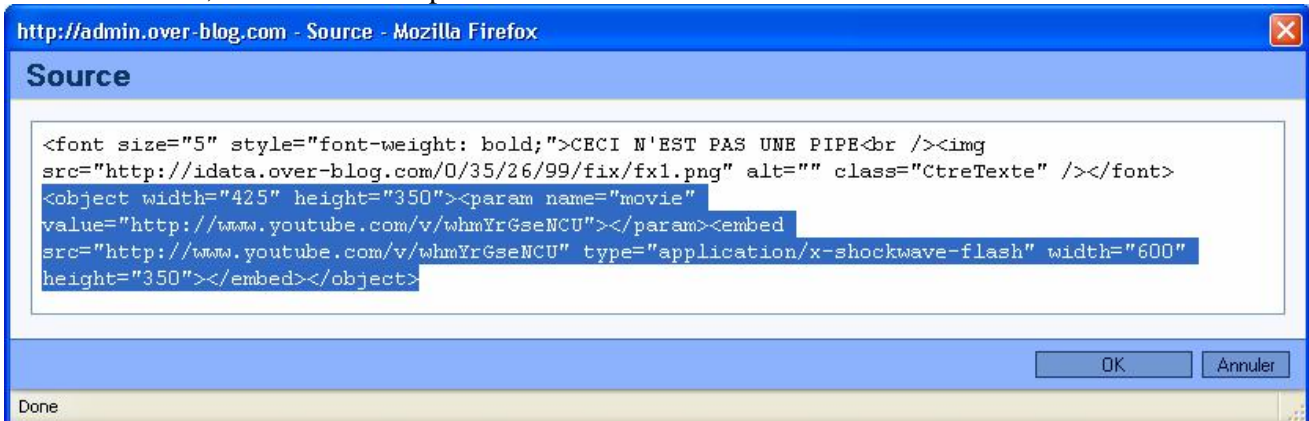 http://admin.over-blog.com - Source - Mozilla Firefox
Source
<font size="5" style="font-weight: bold;">CECI N'EST PAS UNE PIPE<br /><img
src="http://idata.over-blog.com/0/35/26/99/fix/fx1.png" alt="" class="CtreTexte" /></font>
<object width="425" height="350"><param name="movie"
value="http://www.youtube.com/v/whmYrGseNCU"></param><embed
src="http://www.youtube.com/v/whmYrGseNCU" type="application/x-shockwave-flash" width="600"
height="350"></embed></object>
OK Annuler
Done